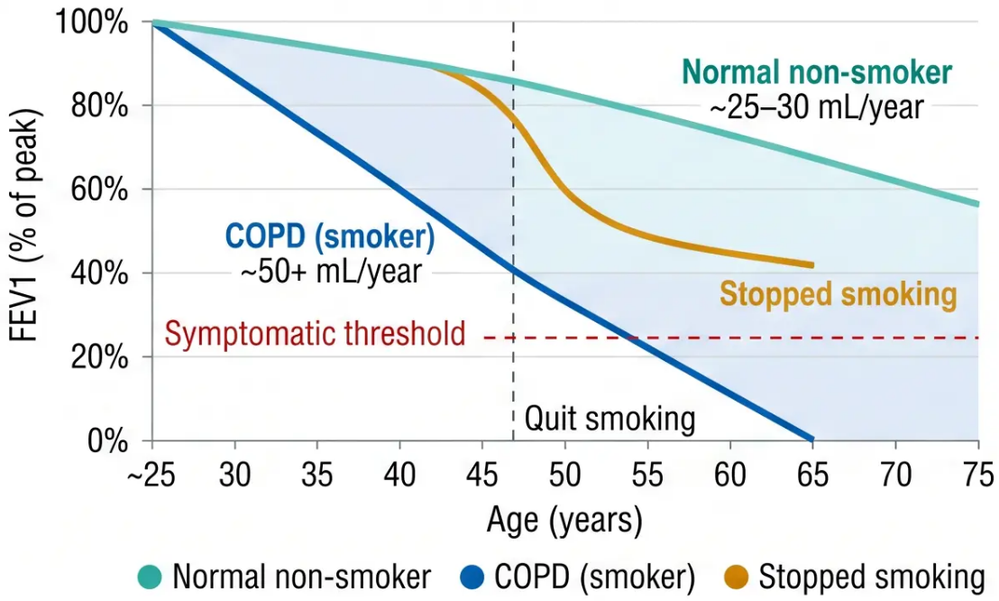 100%
80%
60%
40%
20%
0%
FEV1 (% of peak)
Normal non-smoker
~25–30 mL/year
COPD (smoker)
~50+ mL/year
Stopped smoking
Symptomatic threshold
Quit smoking
~25 30 35 40 45 50 55 60 65 70 75
Age (years)
Normal non-smoker COPD (smoker) Stopped smoking